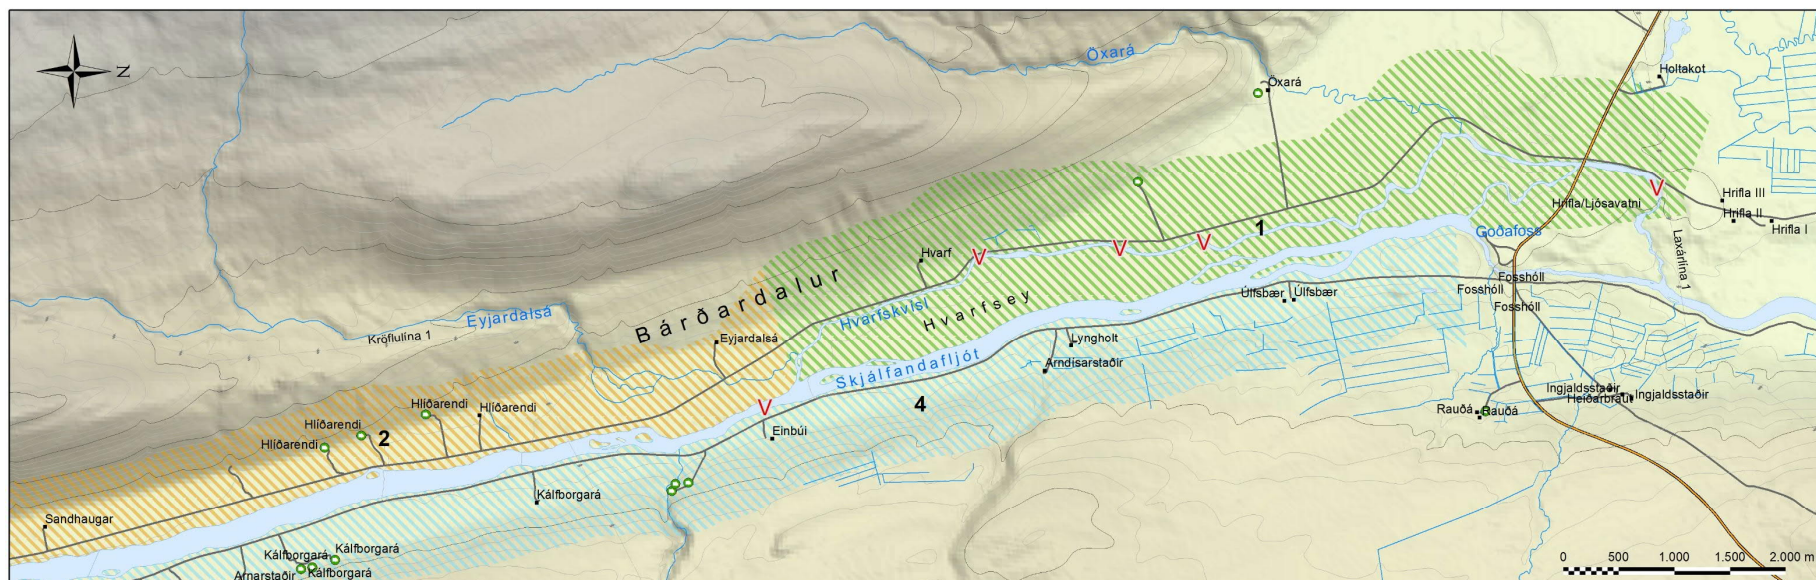 N
Öxará
Öxará
Holtakot
V
Hrifla III
Hrífla/Ljósavatni
Hrifla II
Hrifla I
1
Goðafoss
Laxárlína 1
V
V
V
Hvarf
Fosshóll
Fosshóll
Fosshóll
Úlfsbær
Úlfsbær
Bárðardalur
Hvarfskvísl
Hvarfsey
Eyjardalsá
Kröflulína 1
Eyjardalsá
Lyngholt
Árndísarstaðir
Skjálfandafljót
4
V
Einbúi
Ingjaldsstaðir
Heiðarbraut
Ingjaldsstaðir
Rauðá
Rauðá
Hlíðarendi
Hlíðarendi
Hlíðarendi
Hlíðarendi
2
Kálfborgará
Sandhaugar
Kálfborgará
Kálfborgará
Kálfborgará
Arnarstaðir
0 500 1.000 1.500 2.000 m